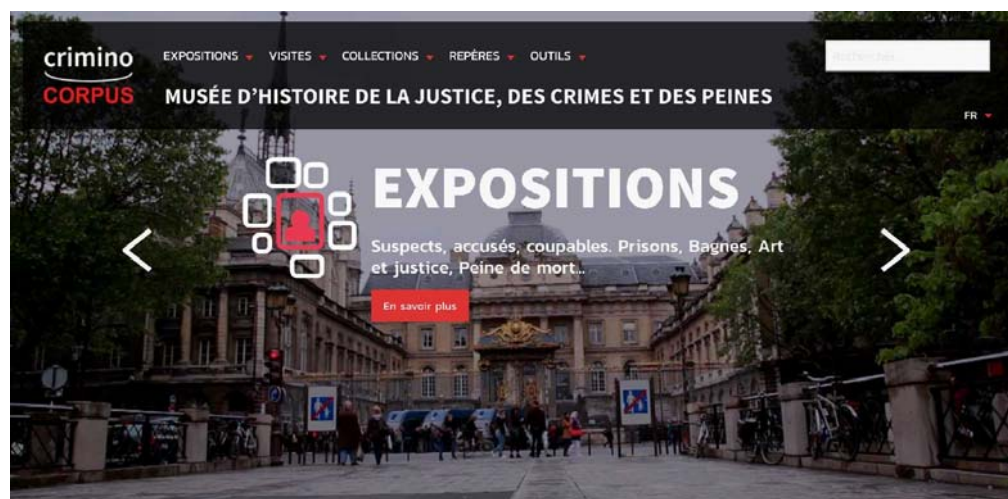 crimino
CORPUS
EXPOSITIONS VISITES COLLECTIONS REPÈRES OUTILS
MUSÉE D'HISTOIRE DE LA JUSTICE, DES CRIMES ET DES PEINES
FR
EXPOSITIONS
Suspects, accusés, coupables. Prisons, Bagnes, Art
et justice, Peine de mort...
En savoir plus